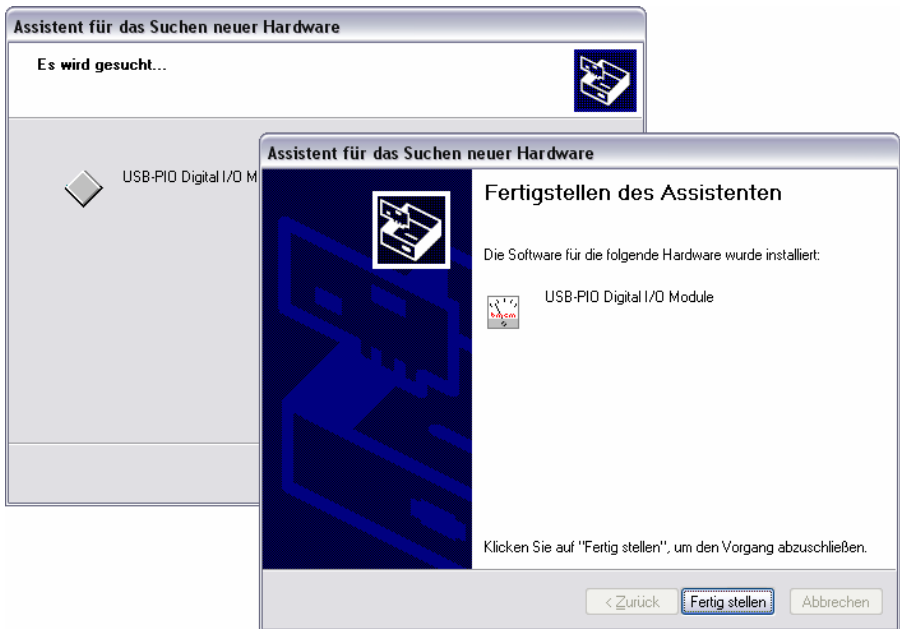 Assistent für das Suchen neuer Hardware
Es wird gesucht...
USB-PIO Digital I/O M
Assistent für das Suchen neuer Hardware
Fertigstellen des Assistenten
Die Software für die folgende Hardware wurde installiert:
USB-PIO Digital I/O Module
Klicken Sie auf "Fertig stellen", um den Vorgang abzuschließen.
< Zurück
Fertig stellen
Abbrechen